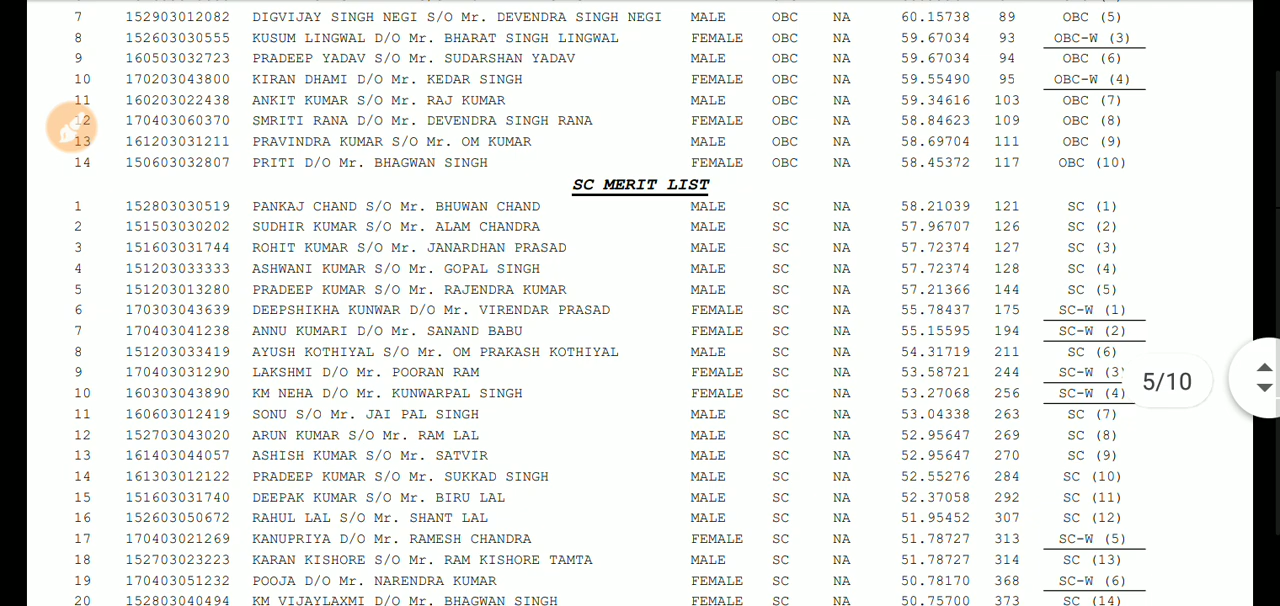 7 152903012082 DIGVIJAY SINGH NEGI S/O Mr. DEVENDRA SINGH NEGI MALE OBC NA 60.15738 89 OBC (5)
8 152603030555 KUSUM LINGWAL D/O Mr. BHARAT SINGH LINGWAL FEMALE OBC NA 59.67034 93 OBC-W (3)
9 160503032723 PRADEEP YADAV S/O Mr. SUDARSHAN YADAV MALE OBC NA 59.67034 94 OBC (6)
10 170203043800 KIRAN DHAMI D/O Mr. KEDAR SINGH FEMALE OBC NA 59.55490 95 OBC-W (4)
11 160203022438 ANKIT KUMAR S/O Mr. RAJ KUMAR MALE OBC NA 59.34616 103 OBC (7)
12 170403060370 SMRITI RANA D/O Mr. DEVENDRA SINGH RANA FEMALE OBC NA 58.84623 109 OBC (8)
13 161203031211 PRAVINDRA KUMAR S/O Mr. OM KUMAR MALE OBC NA 58.69704 111 OBC (9)
14 150603032807 PRITI D/O Mr. BHAGWAN SINGH FEMALE OBC NA 58.45372 117 OBC (10)
SC MERIT LIST
1 152803030519 PANKAJ CHAND S/O Mr. BHUWAN CHAND MALE SC NA 58.21039 121 SC (1)
2 151503030202 SUDHIR KUMAR S/O Mr. ALAM CHANDRA MALE SC NA 57.96707 126 SC (2)
3 151603031744 ROHIT KUMAR S/O Mr. JANARDHAN PRASAD MALE SC NA 57.72374 127 SC (3)
4 151203033333 ASHWANI KUMAR S/O Mr. GOPAL SINGH MALE SC NA 57.72374 128 SC (4)
5 151203013280 PRADEEP KUMAR S/O Mr. RAJENDRA KUMAR MALE SC NA 57.21366 144 SC (5)
6 170303043639 DEEPSHIKHA KUNWAR D/O Mr. VIRENDAR PRASAD FEMALE SC NA 55.78437 175 SC-W (1)
7 170403041238 ANNU KUMARI D/O Mr. SANAND BABU FEMALE SC NA 55.15595 194 SC-W (2)
8 151203033419 AYUSH KOTHIYAL S/O Mr. OM PRAKASH KOTHIYAL MALE SC NA 54.31719 211 SC (6)
9 170403031290 LAKSHMI D/O Mr. POORAN RAM FEMALE SC NA 53.58721 244 SC-W (3)
5/10
10 160303043890 KM NEHA D/O Mr. KUNWARPAL SINGH FEMALE SC NA 53.27068 256 SC-W (4)
11 160603012419 SONU S/O Mr. JAI PAL SINGH MALE SC NA 53.04338 263 SC (7)
12 152703043020 ARUN KUMAR S/O Mr. RAM LAL MALE SC NA 52.95647 269 SC (8)
13 161403044057 ASHISH KUMAR S/O Mr. SATVIR MALE SC NA 52.95647 270 SC (9)
14 161303012122 PRADEEP KUMAR S/O Mr. SUKKAD SINGH MALE SC NA 52.55276 284 SC (10)
15 151603031740 DEEPAK KUMAR S/O Mr. BIRU LAL MALE SC NA 52.37058 292 SC (11)
16 152603050672 RAHUL LAL S/O Mr. SHANT LAL MALE SC NA 51.95452 307 SC (12)
17 170403021269 KANUPRIYA D/O Mr. RAMESH CHANDRA FEMALE SC NA 51.78727 313 SC-W (5)
18 152703023223 KARAN KISHORE S/O Mr. RAM KISHORE TAMTA MALE SC NA 51.78727 314 SC (13)
19 170403051232 POOJA D/O Mr. NARENDRA KUMAR FEMALE SC NA 50.78170 368 SC-W (6)
20 152803040494 KM VIJAYLAXMI D/O Mr. BHAGWAN SINGH FEMALE SC NA 50.75700 373 SC (14)